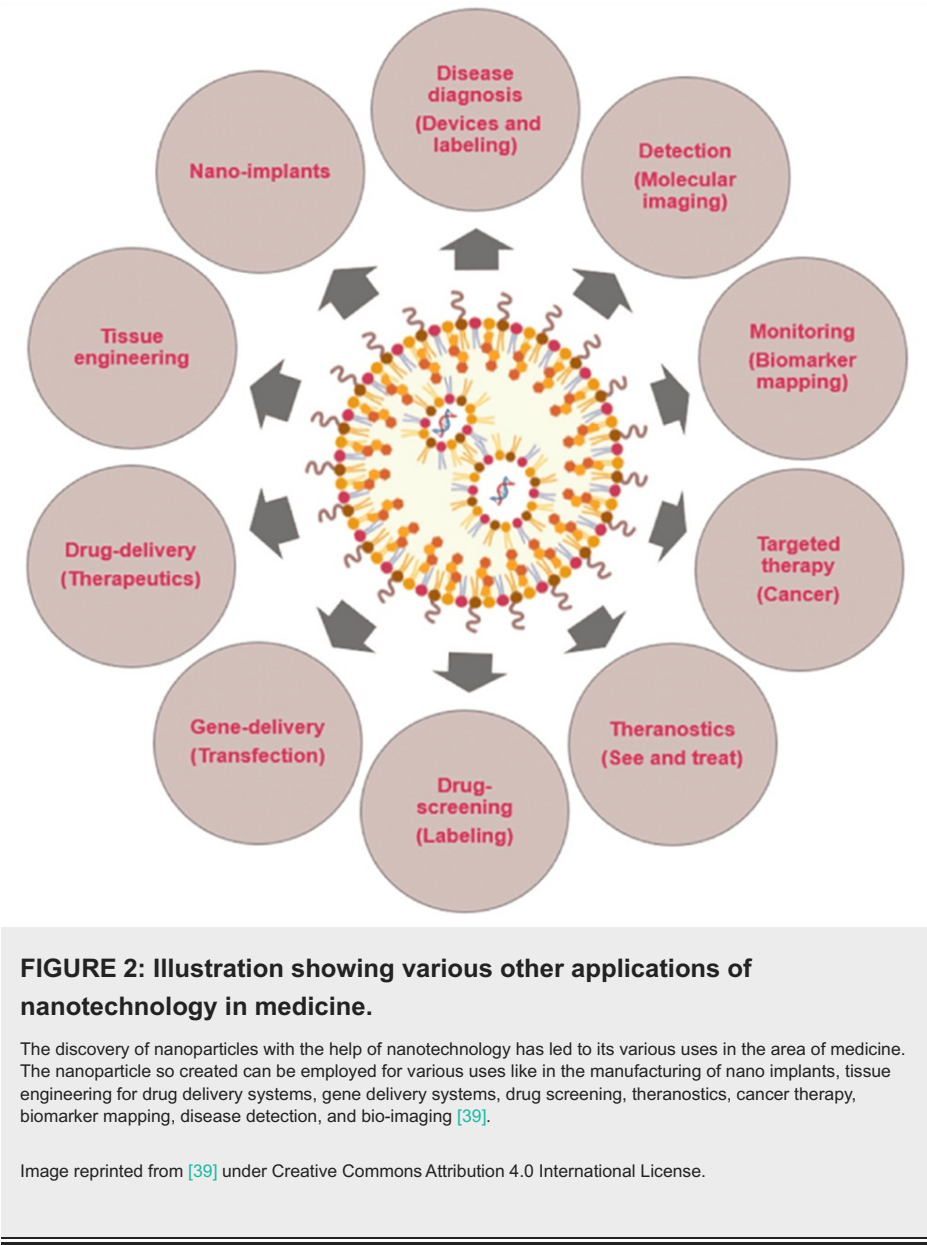 Disease
diagnosis
(Devices and
labeling)
Detection
(Molecular
imaging)
Monitoring
(Biomarker
mapping)
Targeted
therapy
(Cancer)
Theranostics
(See and treat)
Drug-
screening
(Labeling)
Gene-delivery
(Transfection)
Drug-delivery
(Therapeutics)
Tissue
engineering
Nano-implants
FIGURE 2: Illustration showing various other applications of
nanotechnology in medicine.
The discovery of nanoparticles with the help of nanotechnology has led to its various uses in the area of medicine.
The nanoparticle so created can be employed for various uses like in the manufacturing of nano implants, tissue
engineering for drug delivery systems, gene delivery systems, drug screening, theranostics, cancer therapy,
biomarker mapping, disease detection, and bio-imaging [39].
Image reprinted from [39] under Creative Commons Attribution 4.0 International License.